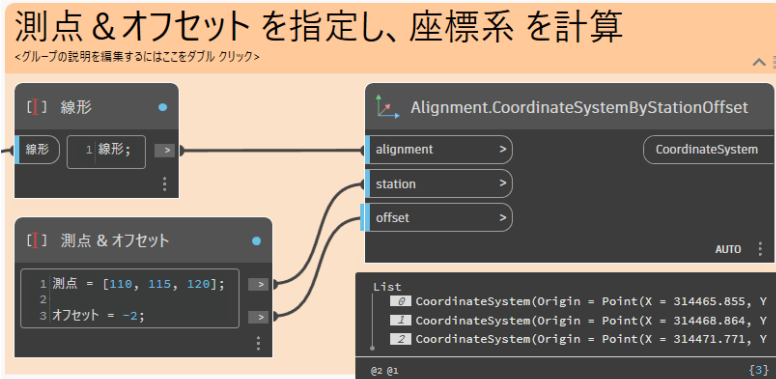 測点 & オフセット を指定し、座標系 を計算
<グループの説明を編集するにはここをダブル クリック>
[I] 線形
線形
1 線形;
>
Alignment.CoordinateSystemByStationOffset
alignment >
station >
offset >
CoordinateSystem
AUTO
[I] 測点 & オフセット
1 測点 = [110, 115, 120]; >
2
3 オフセット = -2; >
List
0 CoordinateSystem(Origin = Point(X = 314465.855, Y
1 CoordinateSystem(Origin = Point(X = 314468.864, Y
2 CoordinateSystem(Origin = Point(X = 314471.771, Y
@2 @1 {3}